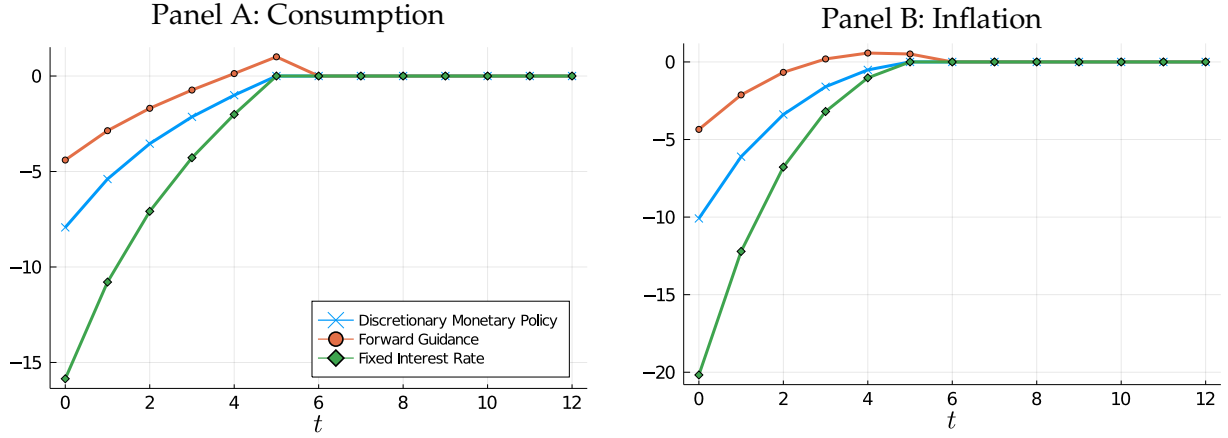 Panel A: Consumption
0
−5
−10
−15
0 2 4 6 8 10 12
t
Discretionary Monetary Policy
Forward Guidance
Fixed Interest Rate
Panel B: Inflation
0
−5
−10
−15
−20
0 2 4 6 8 10 12
t